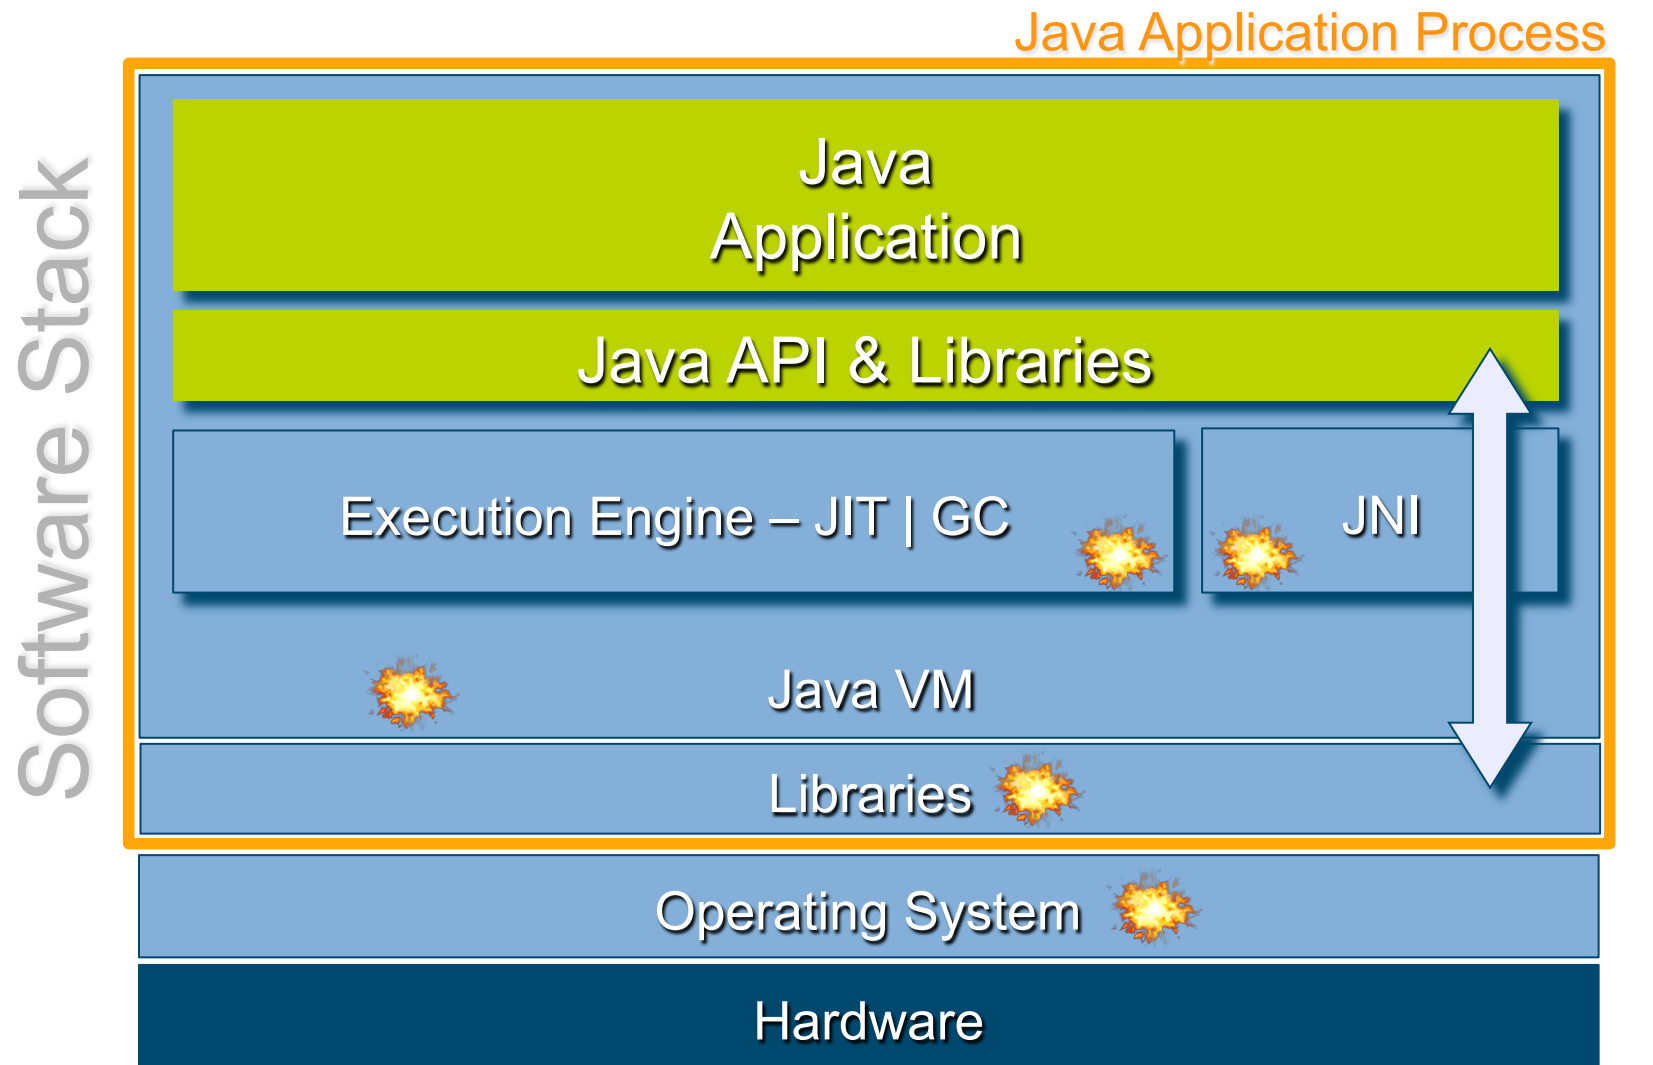 Java Application Process
Software Stack
Java
Application
Java API & Libraries
Execution Engine – JIT | GC
JNI
Java VM
Libraries
Operating System
Hardware